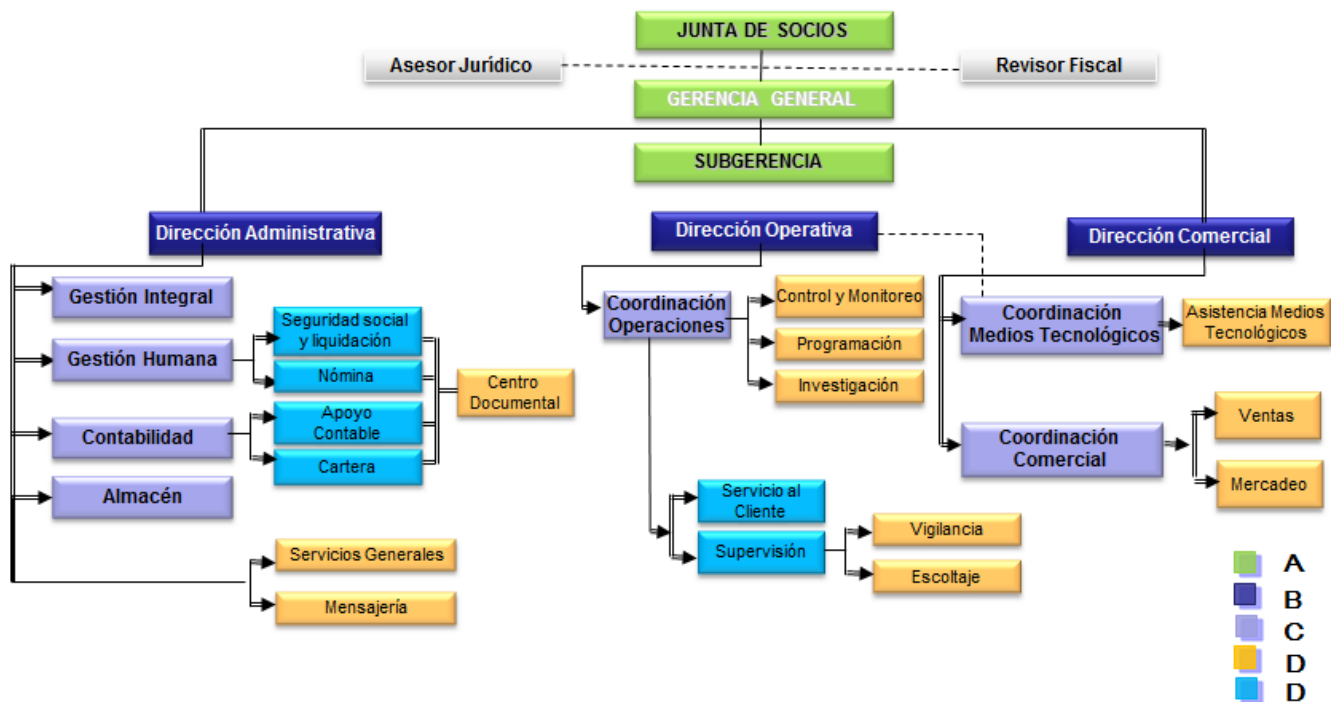 JUNTA DE SOCIOS
Asesor Jurídico
Revisor Fiscal
GERENCIA GENERAL
SUBGERENCIA
Dirección Administrativa
Gestión Integral
Gestión Humana
Seguridad social
y liquidación
Nómina
Contabilidad
Apoyo
Contable
Cartera
Centro
Documental
Almacén
Servicios Generales
Mensajería
Dirección Operativa
Coordinación
Operaciones
Control y Monitoreo
Programación
Investigación
Servicio al
Cliente
Supervisión
Vigilancia
Escoltaje
Dirección Comercial
Coordinación
Medios Tecnológicos
Asistencia Medios
Tecnológicos
Coordinación
Comercial
Ventas
Mercadeo
A
B
C
D
D